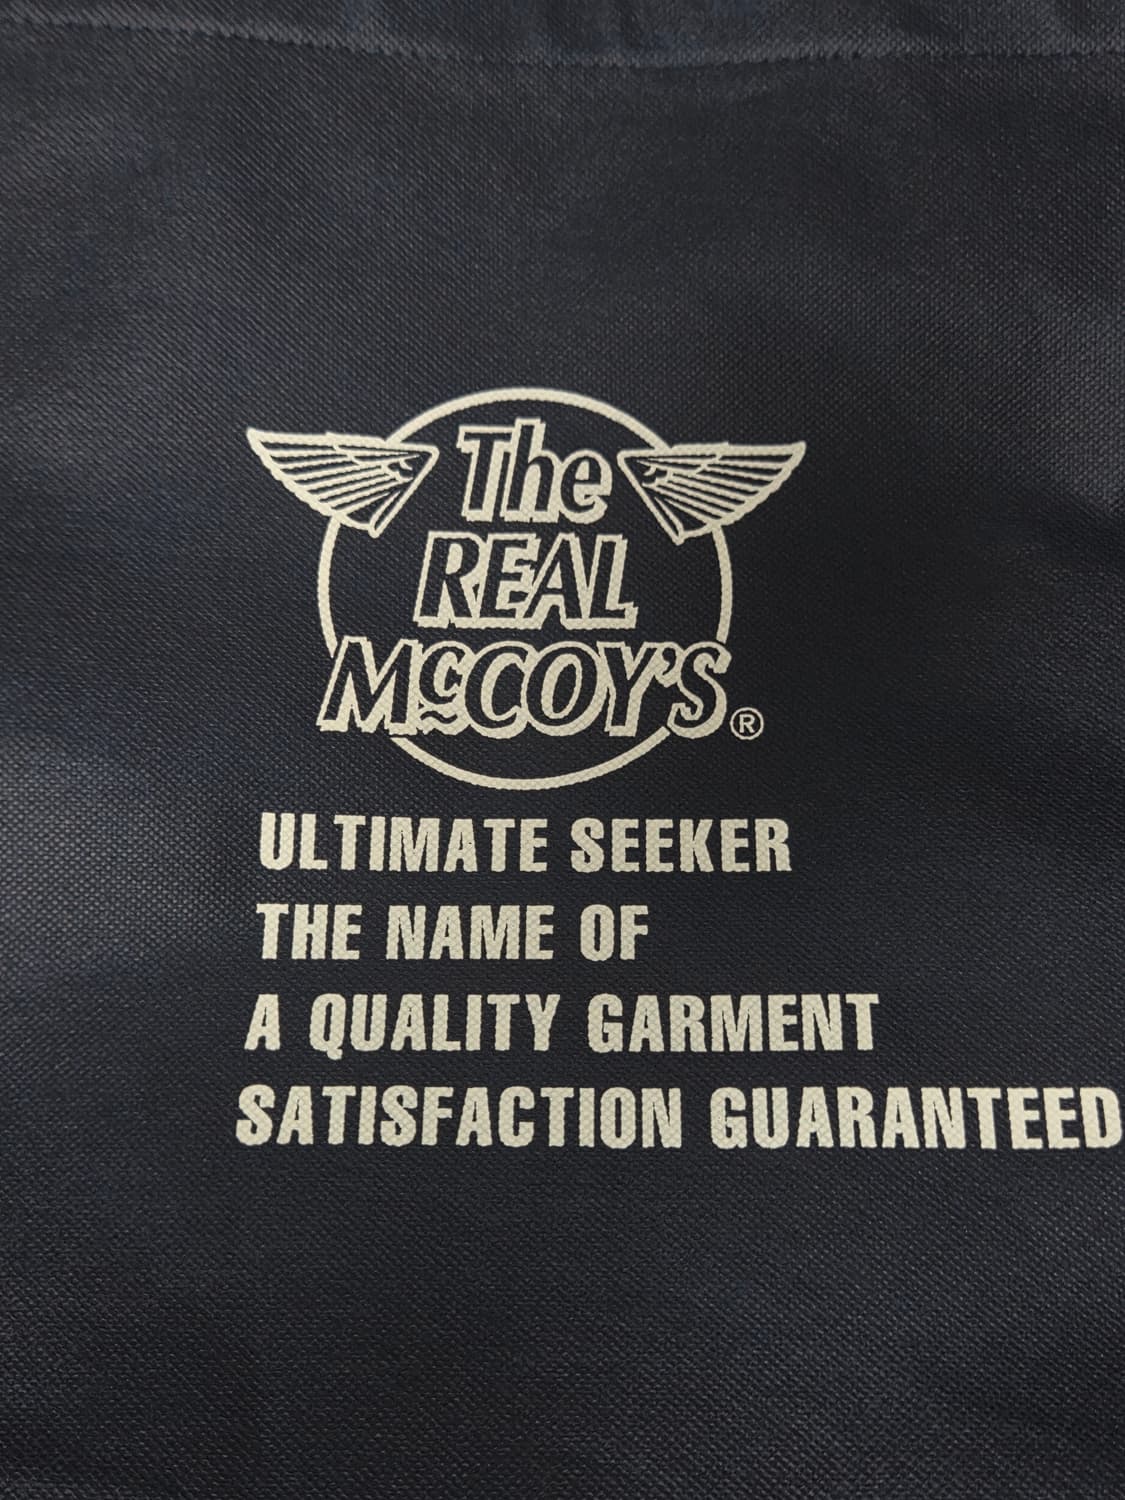 The
REAL
McCOY'S®
ULTIMATE SEEKER
THE NAME OF
A QUALITY GARMENT
SATISFACTION GUARANTEED